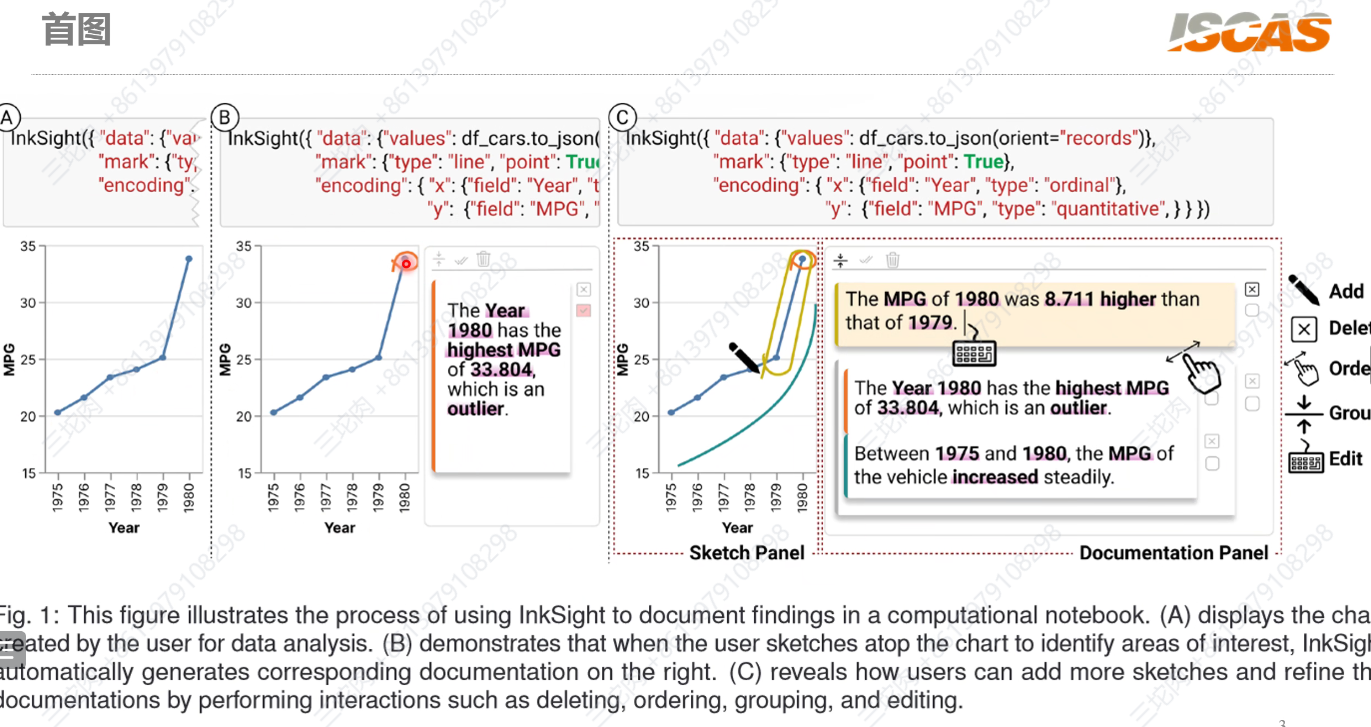 首图
ISCAS
A
InkSight({ "data": {"val
"mark": {"ty
"encoding"
35
30
25
20
15
MPG
1975
1976
1977
1978
1979
1980
Year
B
InkSight({ "data": {"values": df_cars.to_json(
"mark": {"type": "line", "point": True
"encoding": { "x": {"field": "Year", "t
"y": {"field": "MPG", "
35
30
25
20
15
MPG
1975
1976
1977
1978
1979
1980
Year
The Year
1980 has the
highest MPG
of 33.804,
which is an
outlier.
C
InkSight({ "data": {"values": df_cars.to_json(orient="records")},
"mark": {"type": "line", "point": True},
"encoding": { "x": {"field": "Year", "type": "ordinal"},
"y": {"field": "MPG", "type": "quantitative", } } })
35
30
25
20
15
MPG
1975
1976
1977
1978
1979
1980
Year
Sketch Panel
The MPG of 1980 was 8.711 higher than
that of 1979.
The Year 1980 has the highest MPG
of 33.804, which is an outlier.
Between 1975 and 1980, the MPG of
the vehicle increased steadily.
Documentation Panel
Add
Delet
Orde
Grou
Edit
Fig. 1: This figure illustrates the process of using InkSight to document findings in a computational notebook. (A) displays the cha
created by the user for data analysis. (B) demonstrates that when the user sketches atop the chart to identify areas of interest, InkSigh
automatically generates corresponding documentation on the right. (C) reveals how users can add more sketches and refine th
documentations by performing interactions such as deleting, ordering, grouping, and editing.
3
三坨肉 +8613979108298